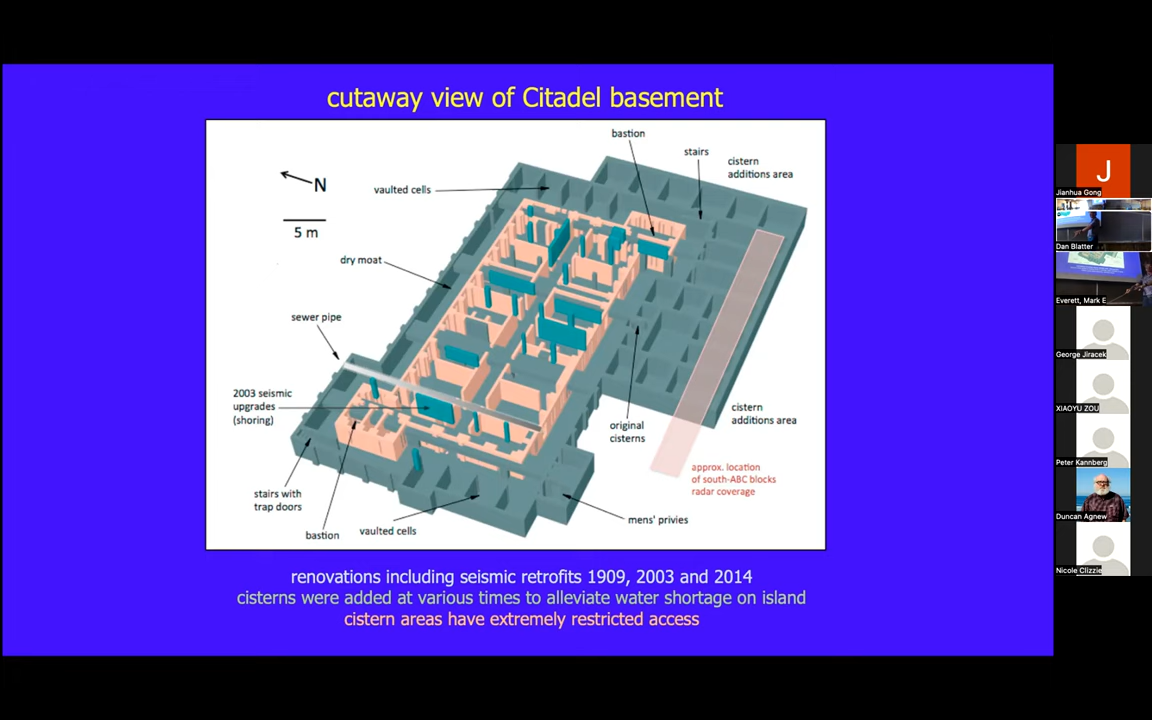 cutaway view of Citadel basement
bastion
stairs
cistern
additions area
N
vaulted cells
5 m
dry moat
sewer pipe
2003 seismic
upgrades
(shoring)
original
cisterns
cistern
additions area
approx. location
of south-ABC blocks
radar coverage
stairs with
trap doors
bastion
vaulted cells
mens' privies
renovations including seismic retrofits 1909, 2003 and 2014
cisterns were added at various times to alleviate water shortage on island
cistern areas have extremely restricted access
J
Jianhua Gong
Dan Blatter
Everett, Mark E
George Jiracek
XIAOYU ZOU
Peter Kannberg
Duncan Agnew
Nicole Clizzie